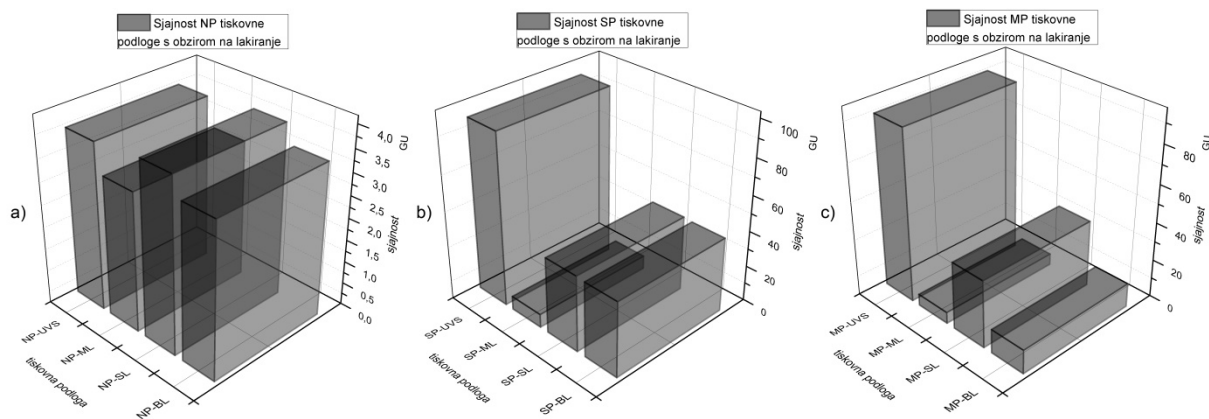 Sjajnost NP tiskovne
podloge s obzirom na lakiranje
a)
4,0
3,5
3,0
2,5
2,0
1,5
1,0
0,5
0,0
GU
sjajnost
NP-UVS
NP-ML
NP-SL
NP-BL
tiskovna podloga
Sjajnost SP tiskovne
podloge s obzirom na lakiranje
b)
100
80
60
40
20
0
GU
sjajnost
SP-UVS
SP-ML
SP-SL
SP-BL
tiskovna podloga
Sjajnost MP tiskovne
podloge s obzirom na lakiranje
c)
80
60
40
20
0
GU
sjajnost
MP-UVS
MP-ML
MP-SL
MP-BL
tiskovna podloga